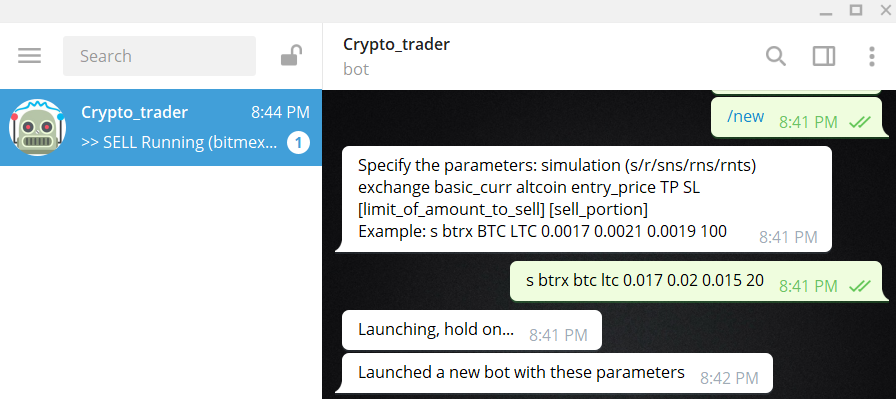 Search
Crypto_trader 8:44 PM
>> SELL Running (bitmex... 1
Crypto_trader
bot
/new 8:41 PM
Specify the parameters: simulation (s/r/sns/rns/rnts)
exchange basic_curr altcoin entry_price TP SL
[limit_of_amount_to_sell] [sell_portion]
Example: s btrx BTC LTC 0.0017 0.0021 0.0019 100 8:41 PM
s btrx btc ltc 0.017 0.02 0.015 20 8:41 PM
Launching, hold on... 8:41 PM
Launched a new bot with these parameters 8:42 PM